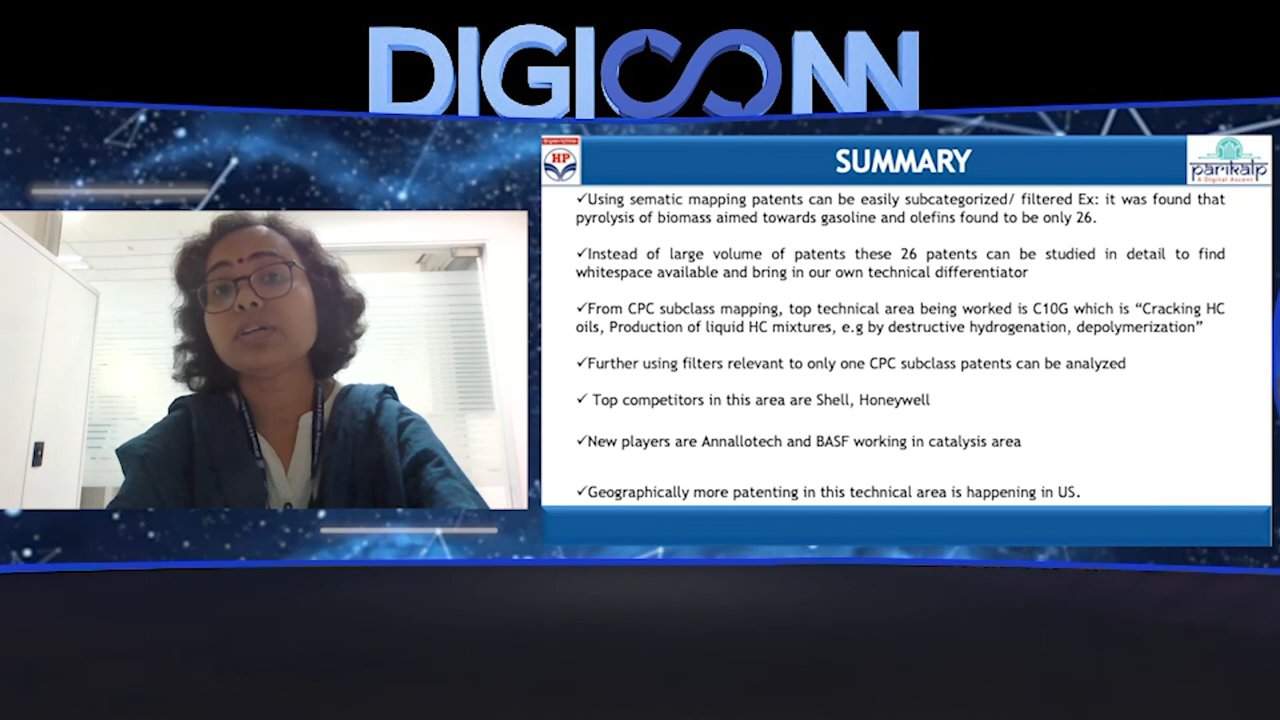 DIGICONN
HP
SUMMARY
parikalp
A Digital Ascent
✓Using sematic mapping patents can be easily subcategorized/ filtered Ex: it was found that
pyrolysis of biomass aimed towards gasoline and olefins found to be only 26.
✓Instead of large volume of patents these 26 patents can be studied in detail to find
whitespace available and bring in our own technical differentiator
✓From CPC subclass mapping, top technical area being worked is C10G which is “Cracking HC
oils, Production of liquid HC mixtures, e.g by destructive hydrogenation, depolymerization”
✓Further using filters relevant to only one CPC subclass patents can be analyzed
✓ Top competitors in this area are Shell, Honeywell
✓New players are Annallotech and BASF working in catalysis area
✓Geographically more patenting in this technical area is happening in US.